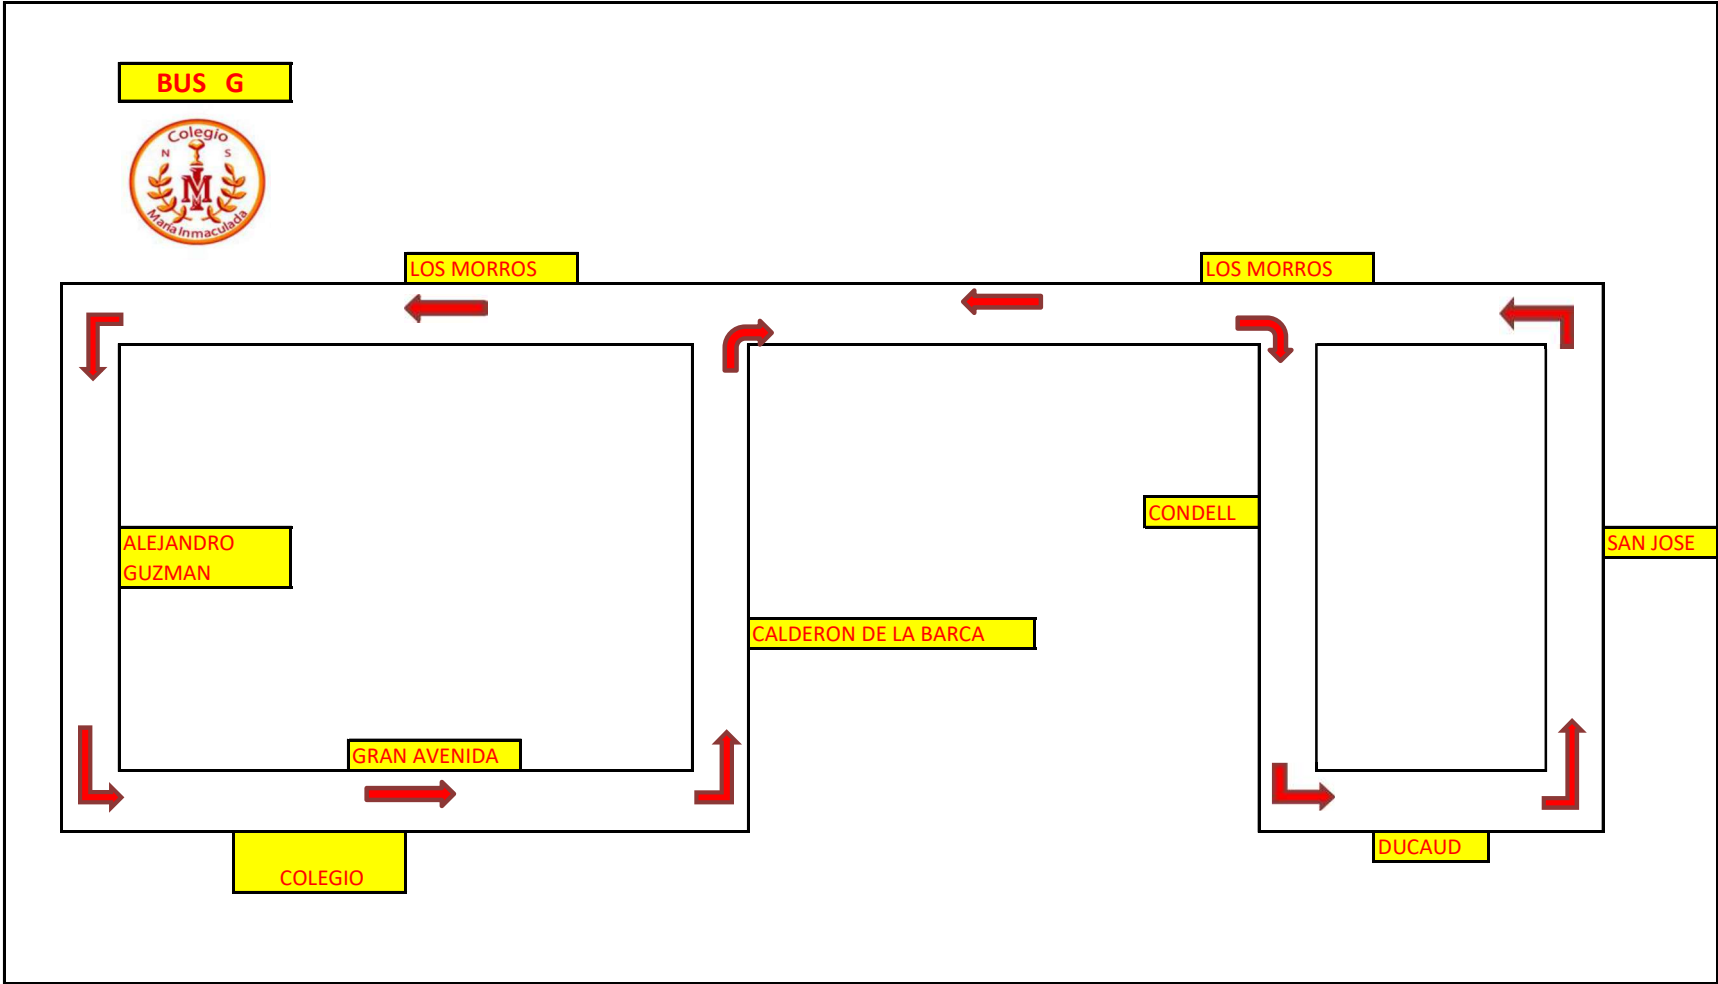 BUS G
Colegio
N S
M
María Inmaculada
LOS MORROS
LOS MORROS
CONDELL
ALEJANDRO
GUZMAN
SAN JOSE
CALDERON DE LA BARCA
GRAN AVENIDA
DUCAUD
COLEGIO